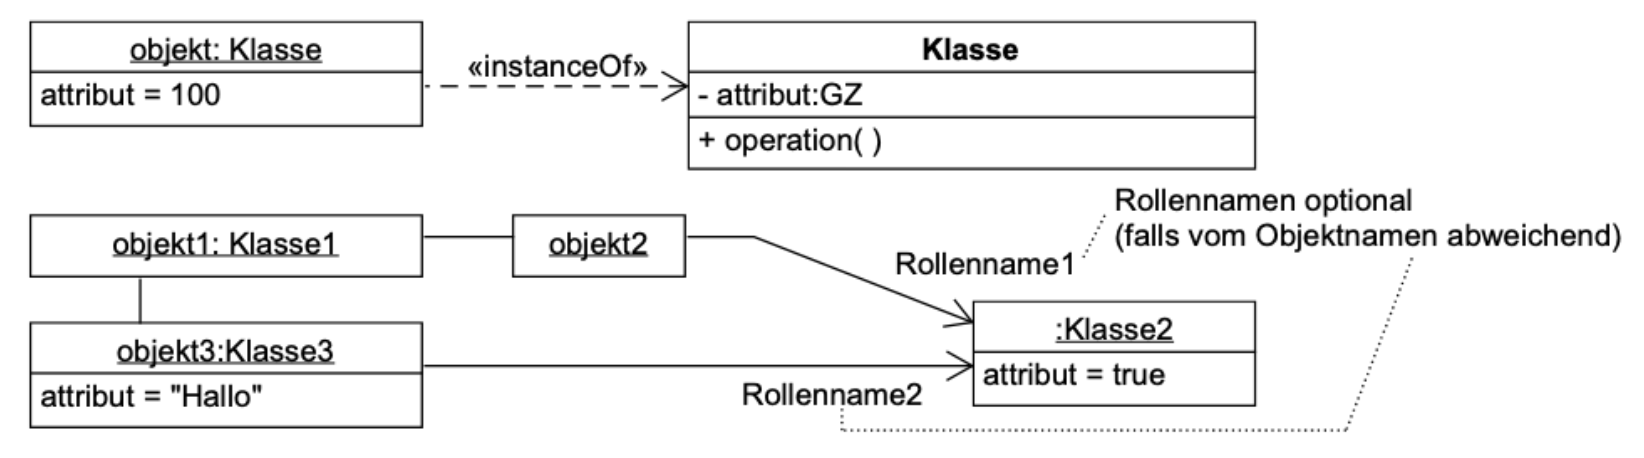 objekt: Klasse
attribut = 100
«instanceOf»
Klasse
- attribut:GZ
+ operation( )
objekt1: Klasse1
objekt2
Rollenname1
Rollennamen optional
(falls vom Objektnamen abweichend)
objekt3:Klasse3
attribut = "Hallo"
Rollenname2
:Klasse2
attribut = true